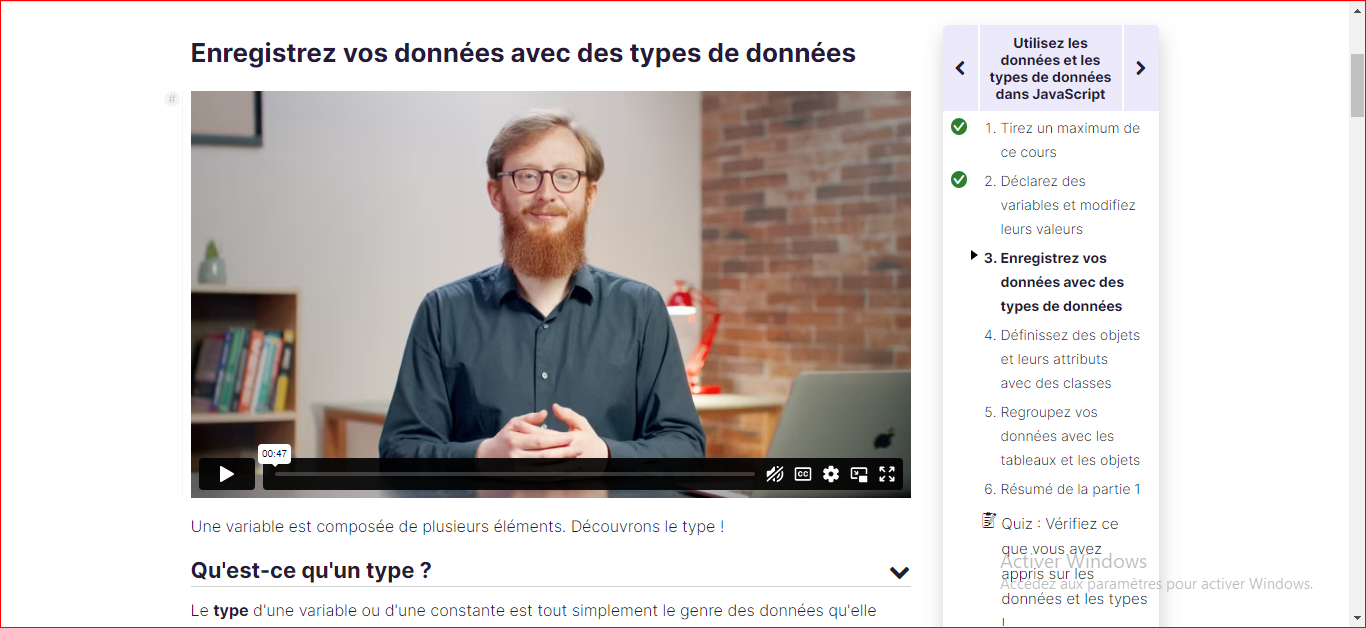 Enregistrez vos données avec des types de données
#
00:47
CC
Une variable est composée de plusieurs éléments. Découvrons le type !
Qu'est-ce qu'un type ?
Le type d'une variable ou d'une constante est tout simplement le genre des données qu'elle
Utilisez les
données et les
types de données
dans JavaScript
1. Tirez un maximum de
ce cours
2. Déclarez des
variables et modifiez
leurs valeurs
3. Enregistrez vos
données avec des
types de données
4. Définissez des objets
et leurs attributs
avec des classes
5. Regroupez vos
données avec les
tableaux et les objets
6. Résumé de la partie 1
Quiz : Vérifiez ce
que vous avez
appris sur les
données et les types
!
Activer Windows
Accédez aux paramètres pour activer Windows.